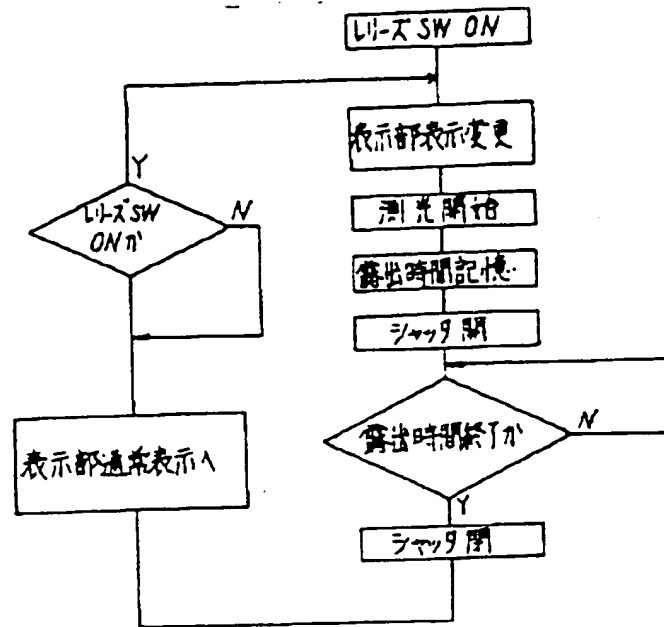 レリーズSW ON
表示部表示変更
測光開始
露出時間記憶
シャッタ開
露出時間終了か
N
Y
シャッタ閉
表示部通常表示へ
レリーズSW
ONか
Y
N